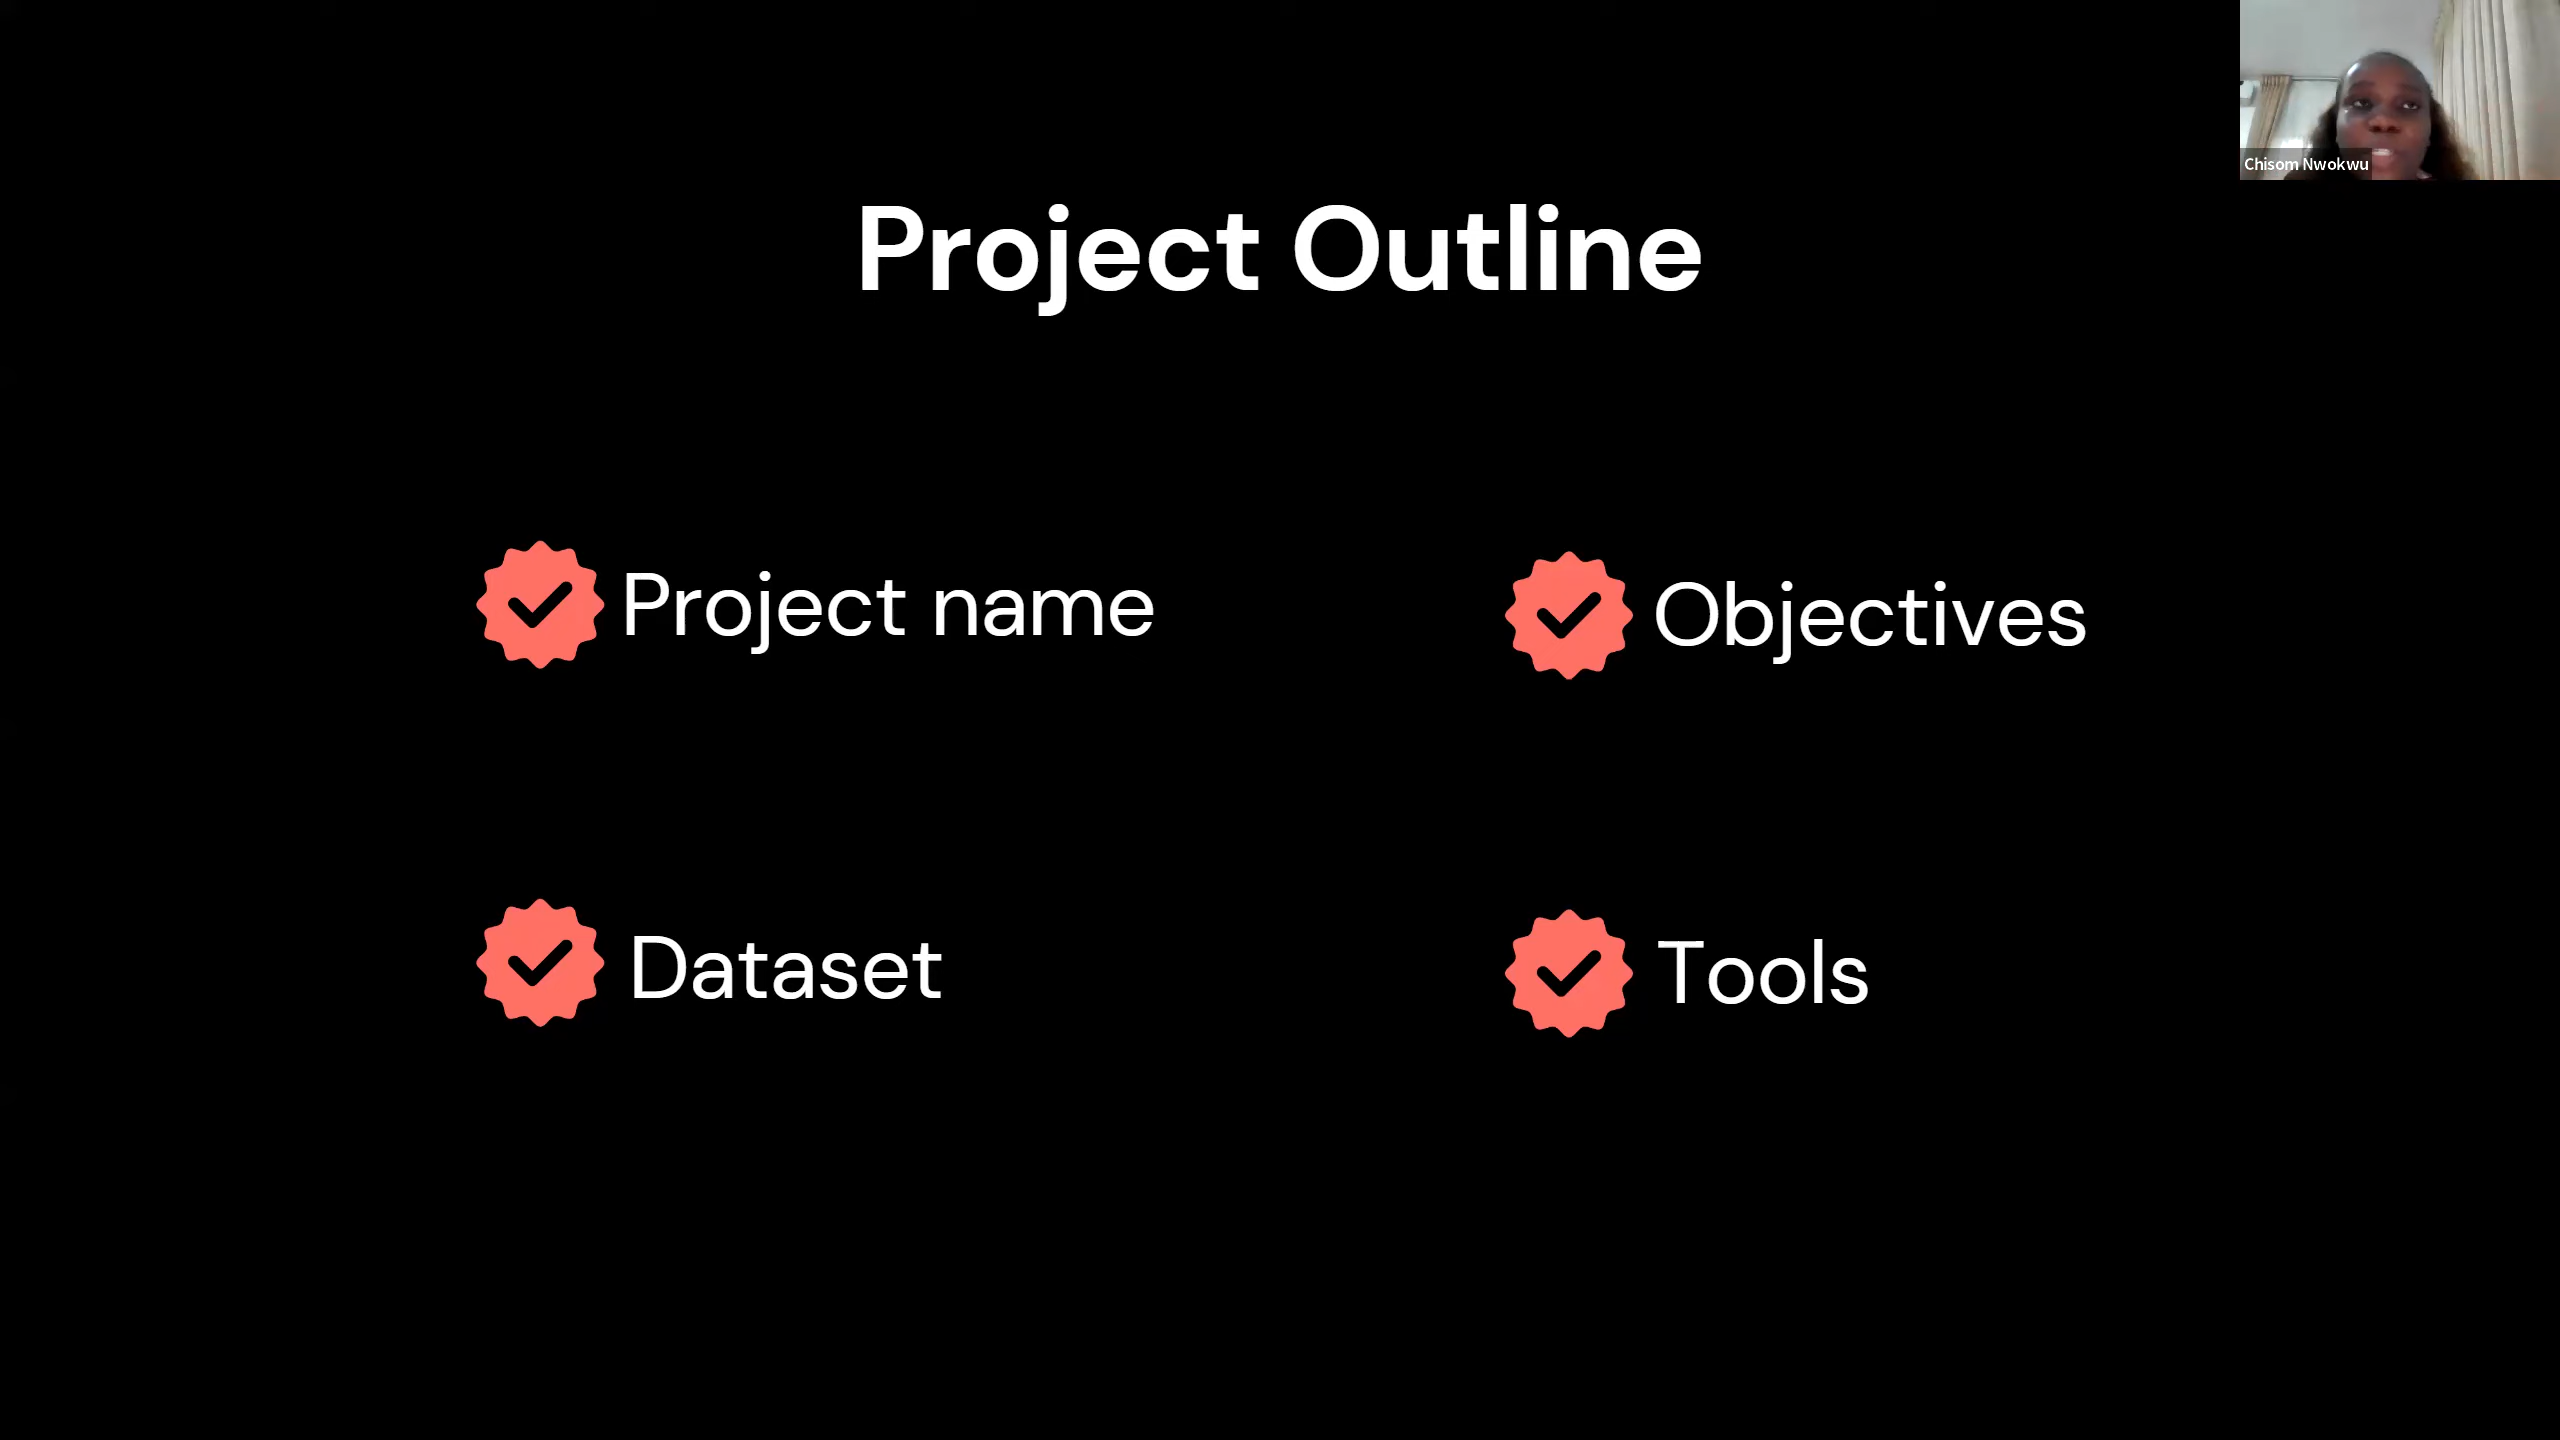 Chisom Nwokwu
Project Outline
Project name
Objectives
Dataset
Tools